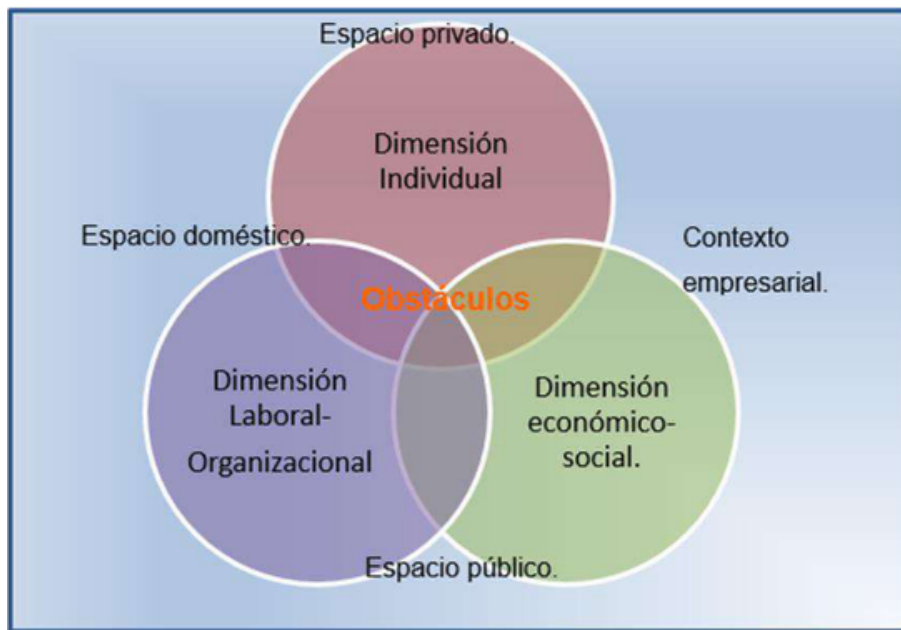 Espacio privado.
Dimensión
Individual
Espacio doméstico.
Contexto
empresarial.
Obstáculos
Dimensión
Laboral-
Organizacional
Dimensión
económico-
social.
Espacio público.